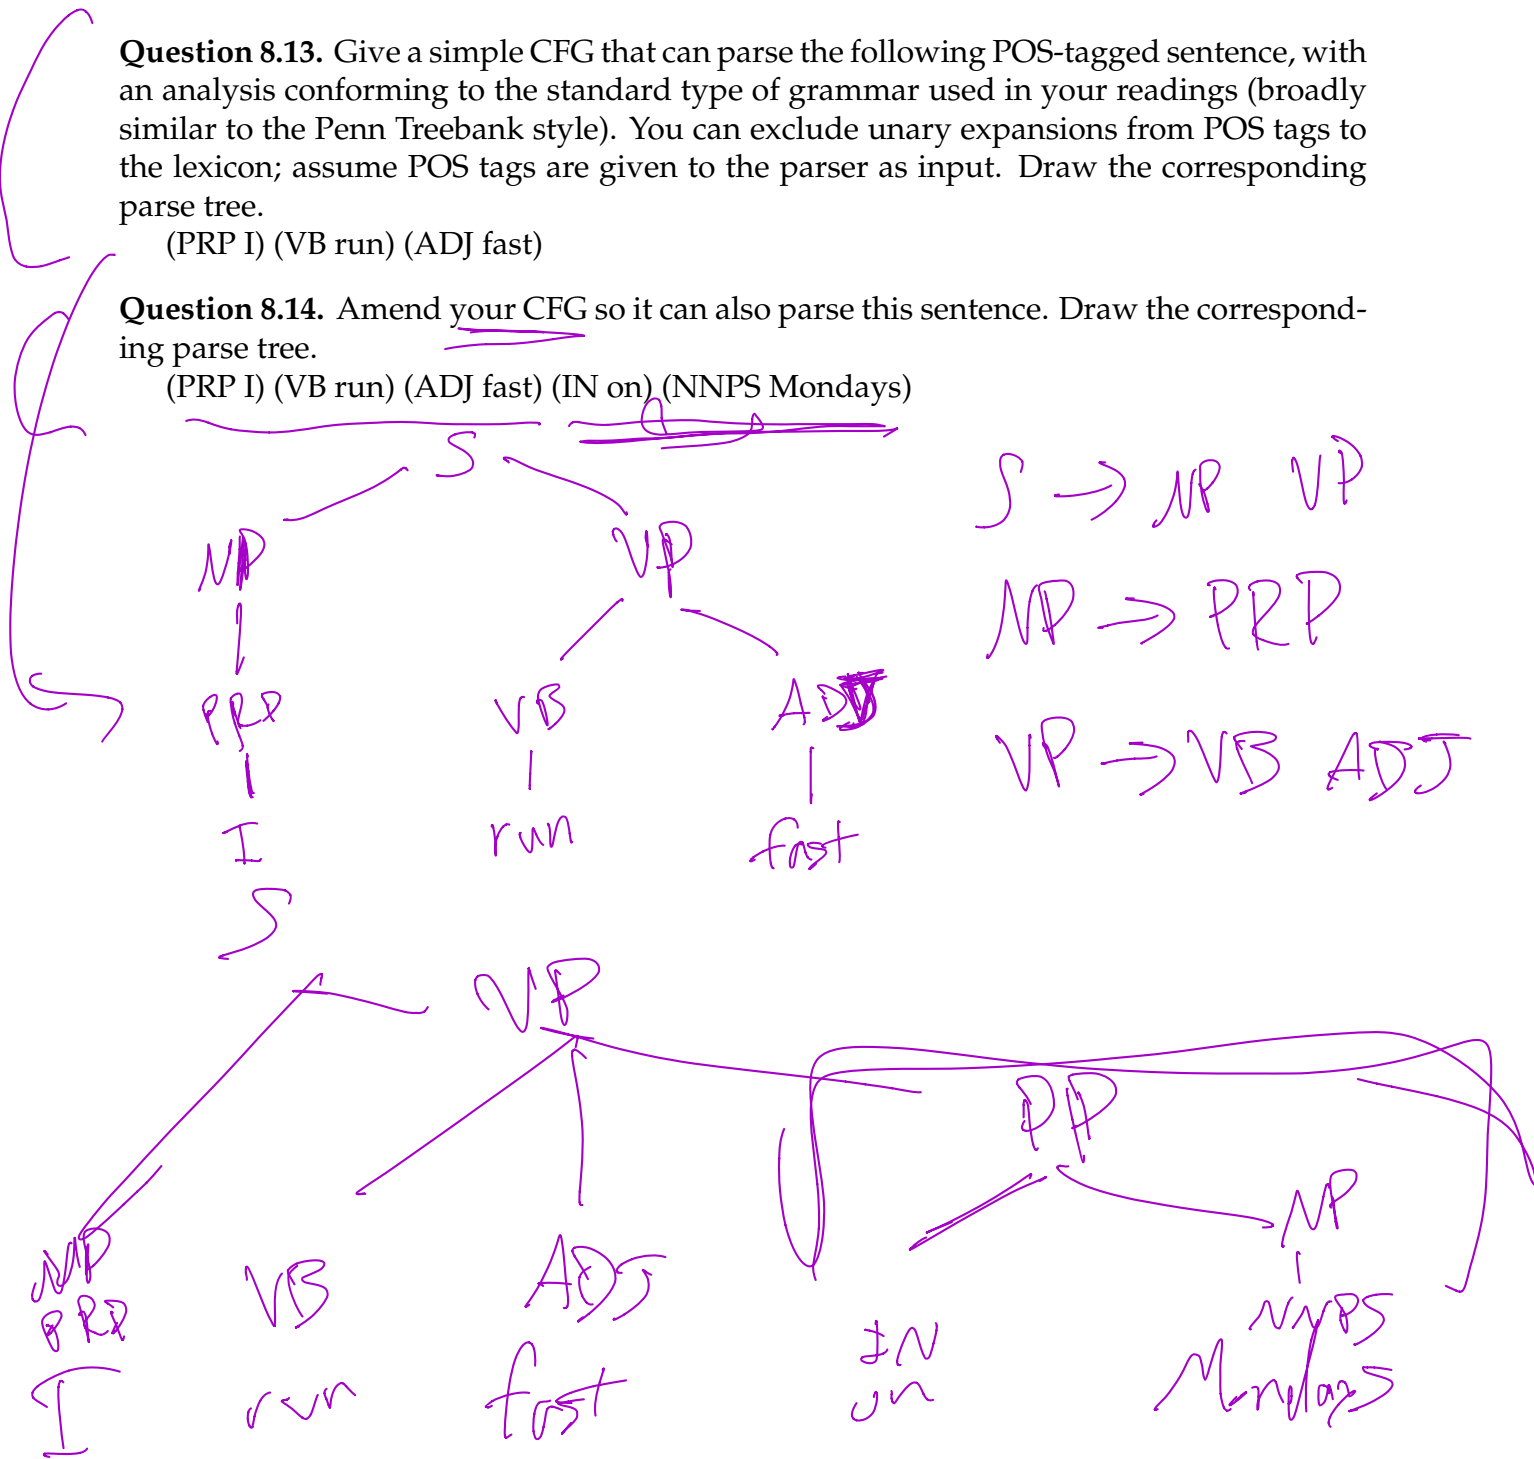 Question 8.13. Give a simple CFG that can parse the following POS-tagged sentence, with
an analysis conforming to the standard type of grammar used in your readings (broadly
similar to the Penn Treebank style). You can exclude unary expansions from POS tags to
the lexicon; assume POS tags are given to the parser as input. Draw the corresponding
parse tree.
(PRP I) (VB run) (ADJ fast)
Question 8.14. Amend your CFG so it can also parse this sentence. Draw the correspond-
ing parse tree.
(PRP I) (VB run) (ADJ fast) (IN on) (NNPS Mondays)
S
S → NP VP
NP VP
NP → PRP
PRP VB ADJ
VP → VB ADJ
I run fast
S
VP
PP
NP
NP VB ADJ
PRP IN NNPS
I run fast on Mondays